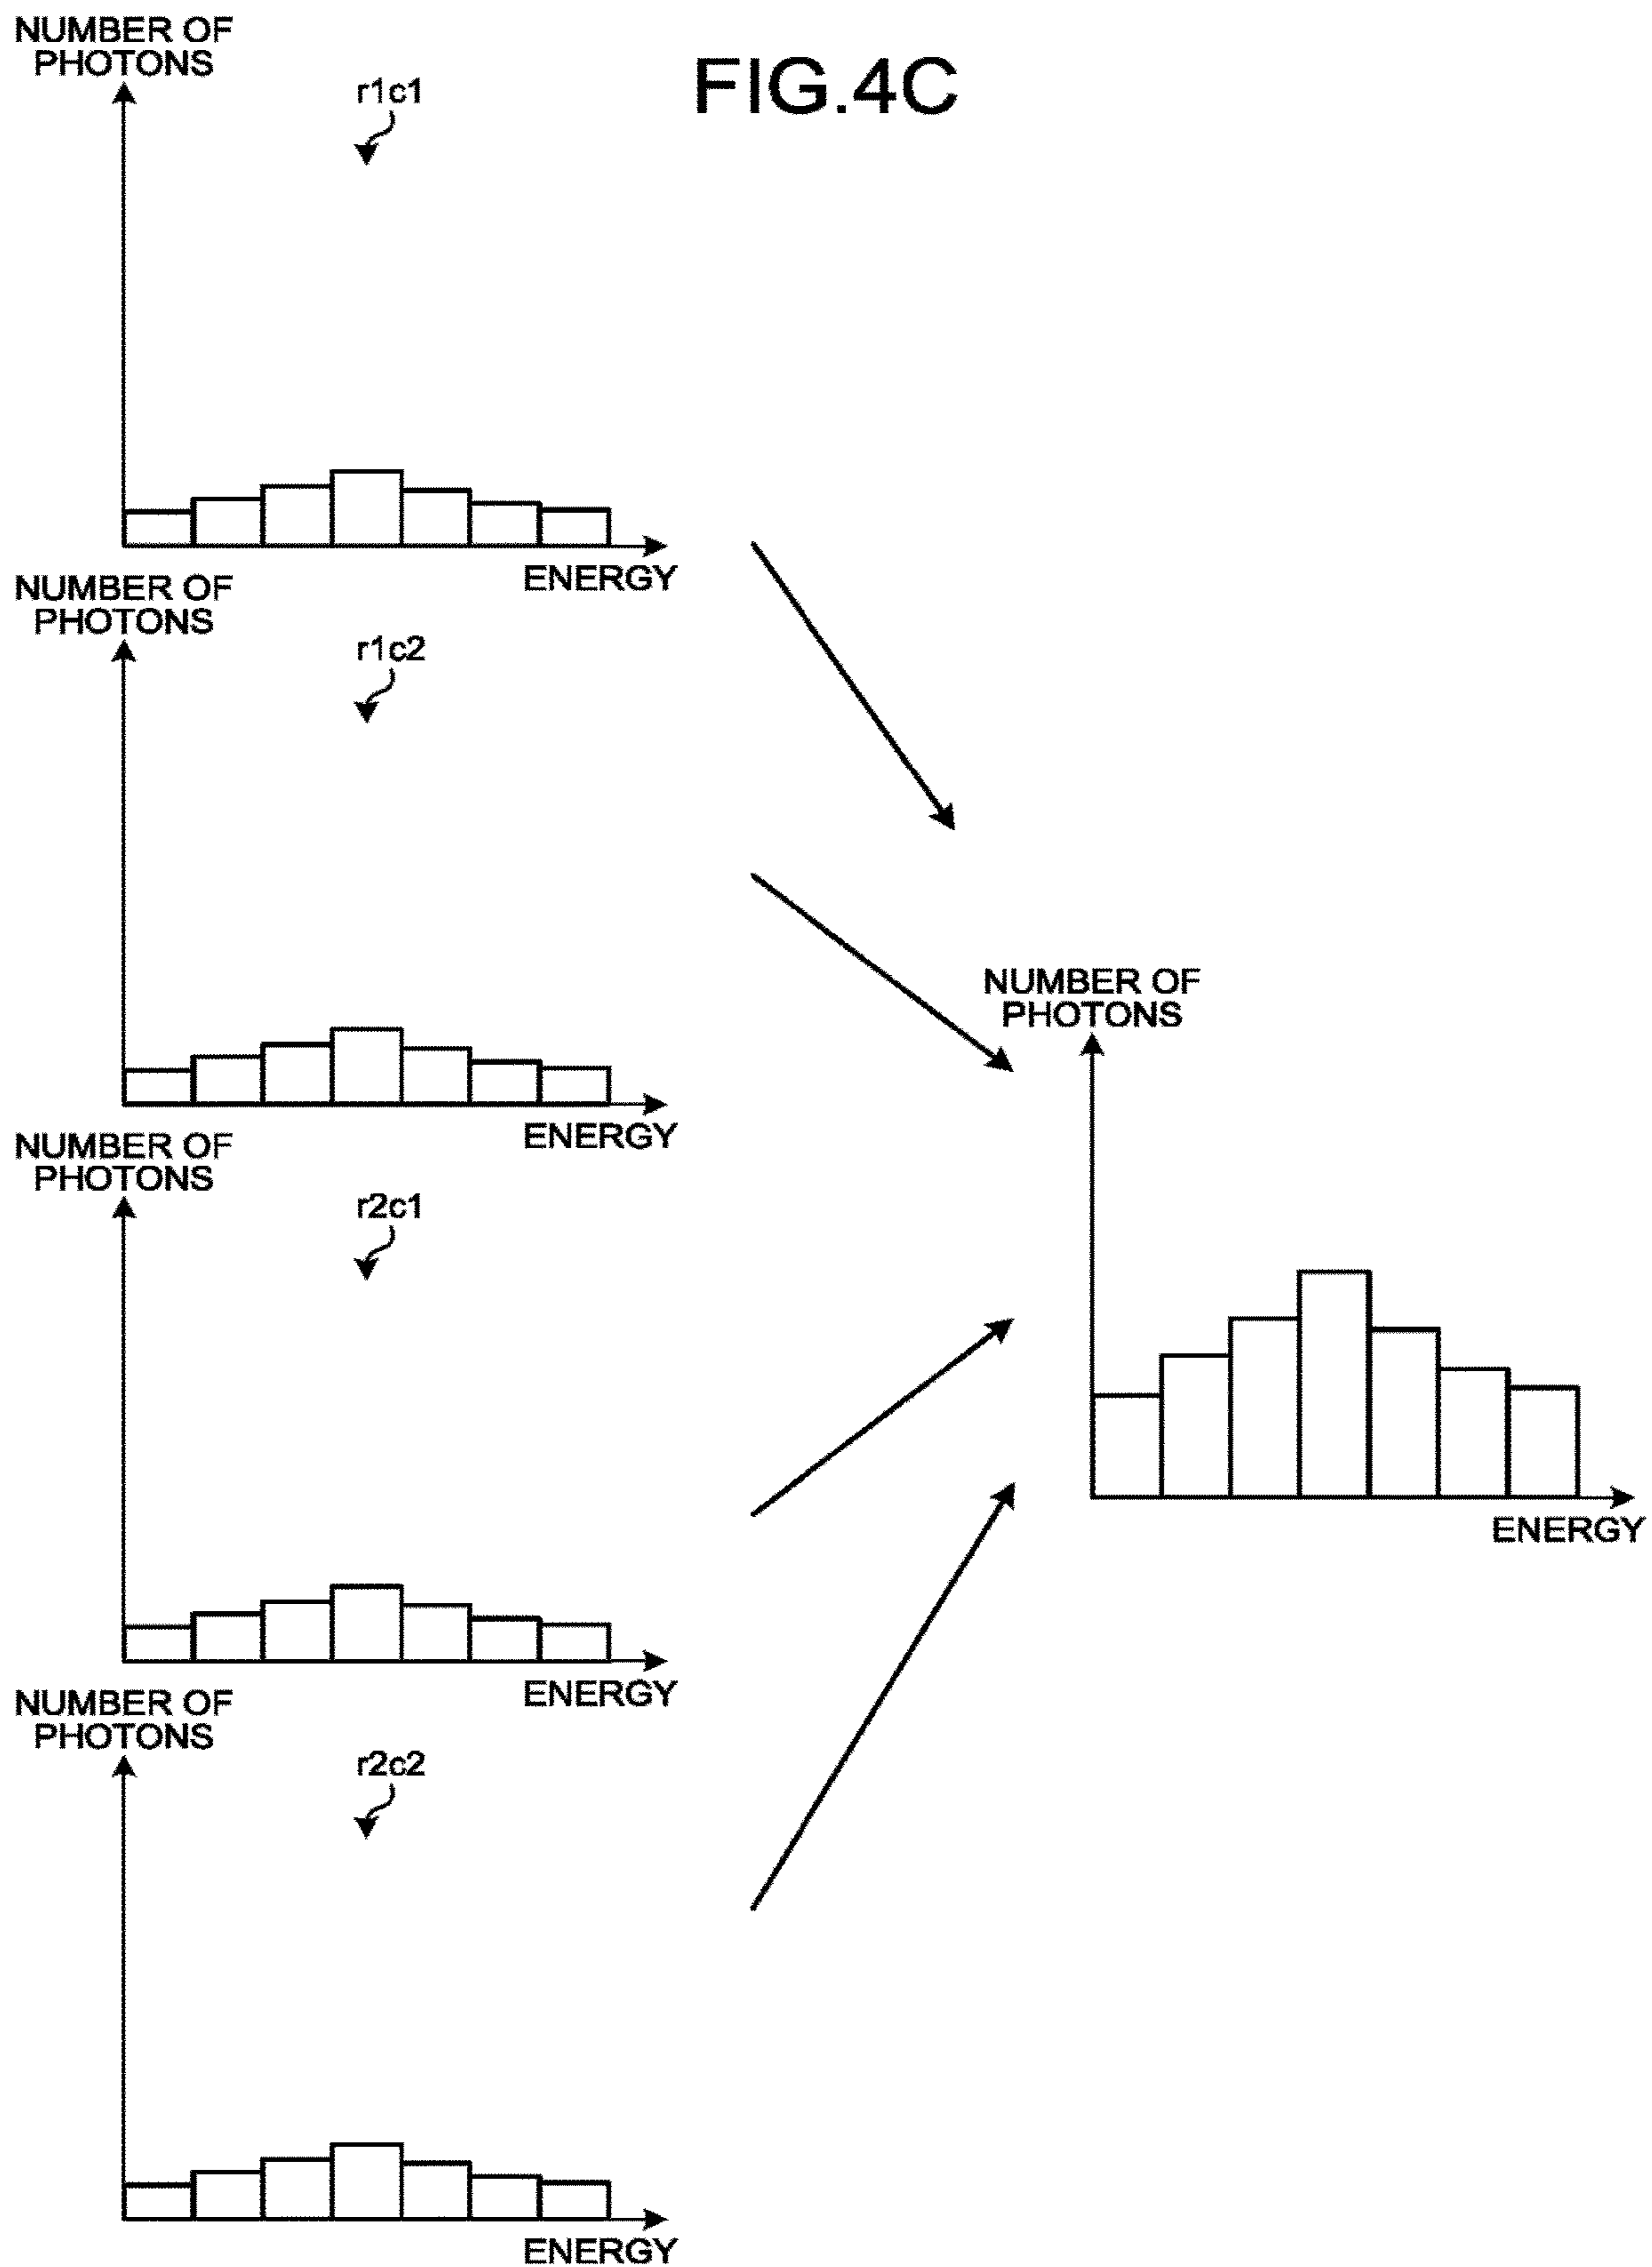 FIG.4C
NUMBER OF
PHOTONS
r1c1
ENERGY
NUMBER OF
PHOTONS
r1c2
ENERGY
NUMBER OF
PHOTONS
r2c1
ENERGY
NUMBER OF
PHOTONS
r2c2
ENERGY
NUMBER OF
PHOTONS
ENERGY